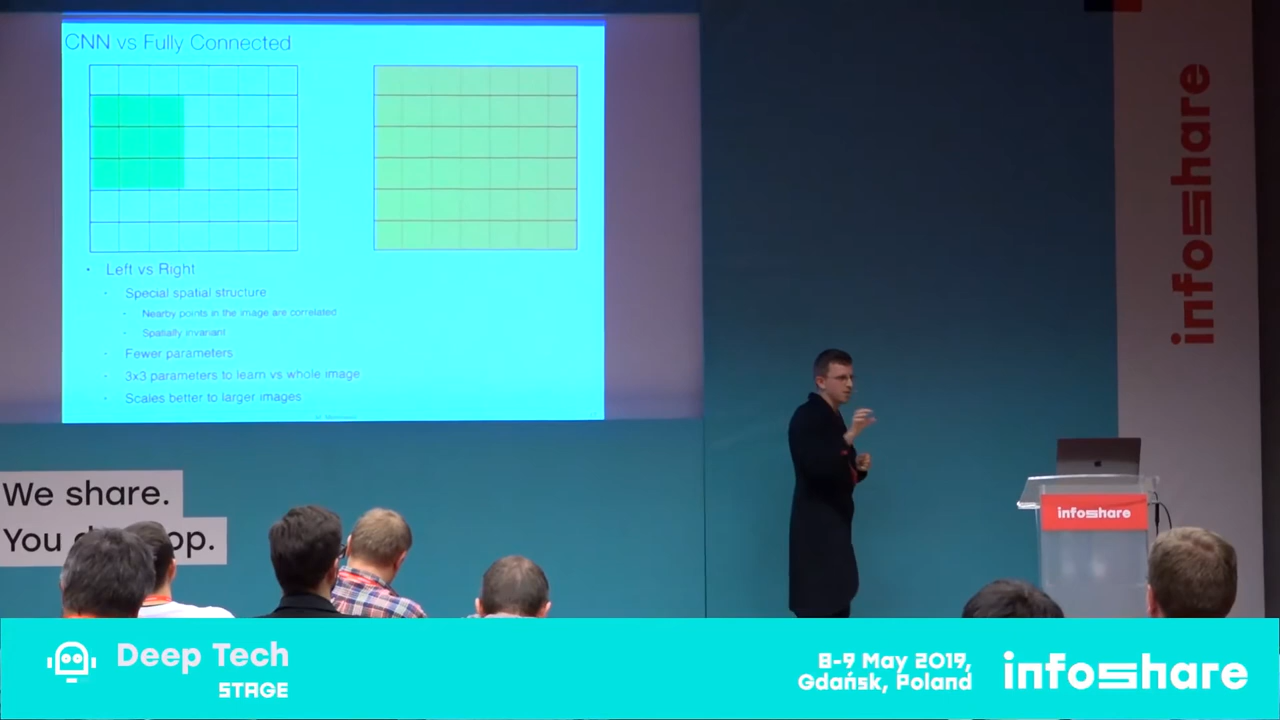 CNN vs Fully Connected
Left vs Right
Special spatial structure
Nearby points in the image are correlated
Spatially invariant
Fewer parameters
3x3 parameters to learn vs whole image
Scales better to larger images
We share.
You
op.
infoshare
infoshare
Deep Tech
STAGE
8-9 May 2019,
Gdańsk, Poland
infoshare